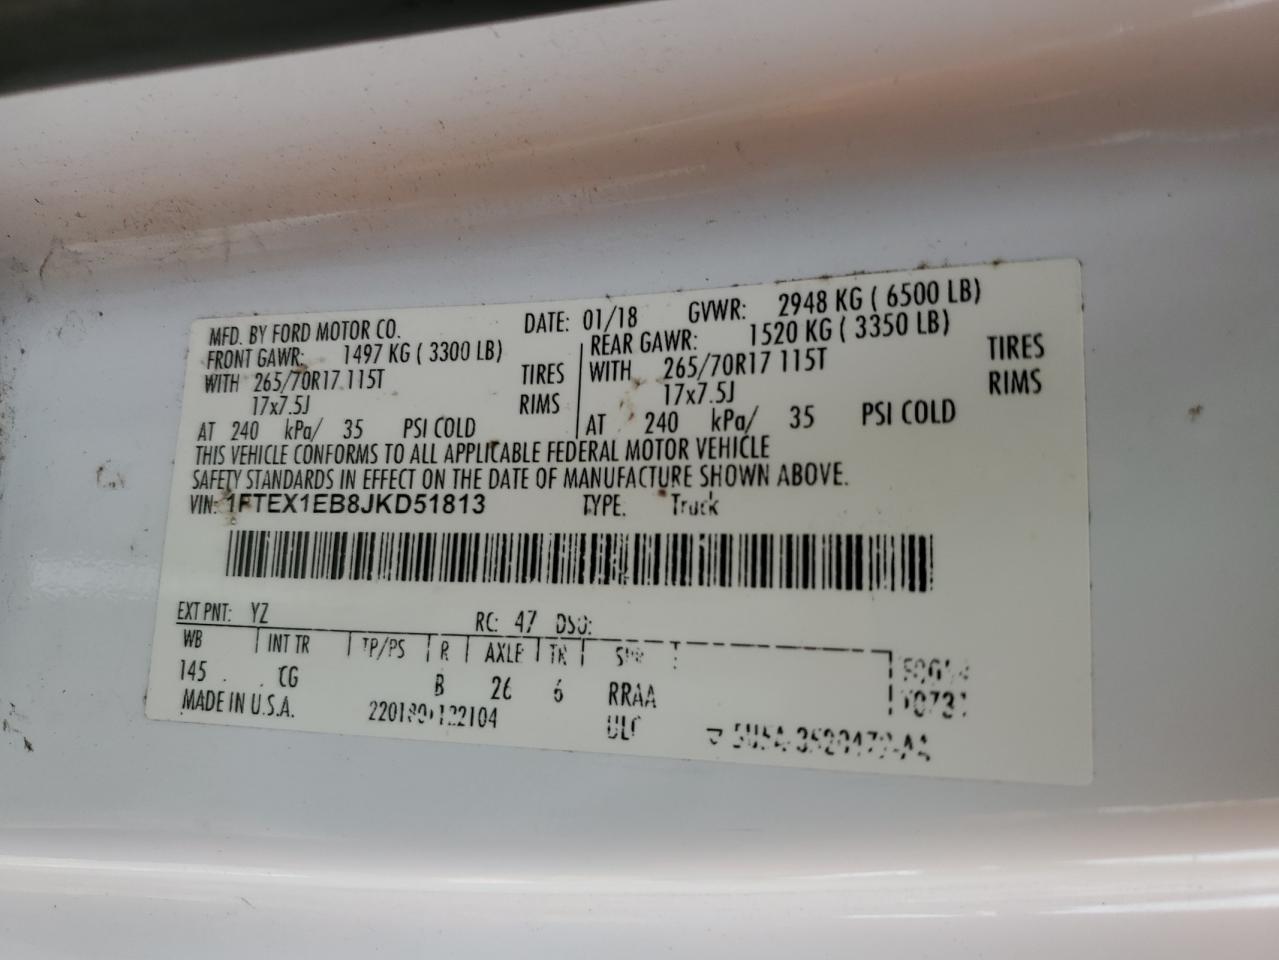 MFD. BY FORD MOTOR CO. DATE: 01/18 GVWR: 2948 KG ( 6500 LB)
FRONT GAWR: 1497 KG ( 3300 LB) REAR GAWR: 1520 KG ( 3350 LB)
WITH 265/70R17 115T TIRES WITH 265/70R17 115T TIRES
17x7.5J RIMS 17x7.5J RIMS
AT 240 kPa/ 35 PSI COLD AT 240 kPa/ 35 PSI COLD
THIS VEHICLE CONFORMS TO ALL APPLICABLE FEDERAL MOTOR VEHICLE
SAFETY STANDARDS IN EFFECT ON THE DATE OF MANUFACTURE SHOWN ABOVE.
VIN: 1FTEX1EB8JKD51813 TYPE: Truck
EXT PNT: YZ RC: 47 DSO:
WB INT TR TP/PS R AXLE TR SPR
145 CG B 26 6 RRAA
MADE IN U.S.A.